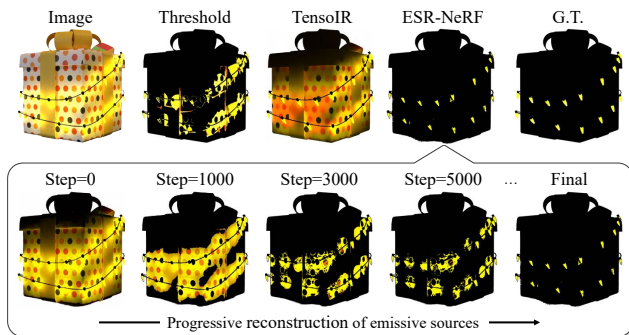 Image Threshold TensoIR ESR-NeRF G.T.
Step=0 Step=1000 Step=3000 Step=5000 ... Final
Progressive reconstruction of emissive sources